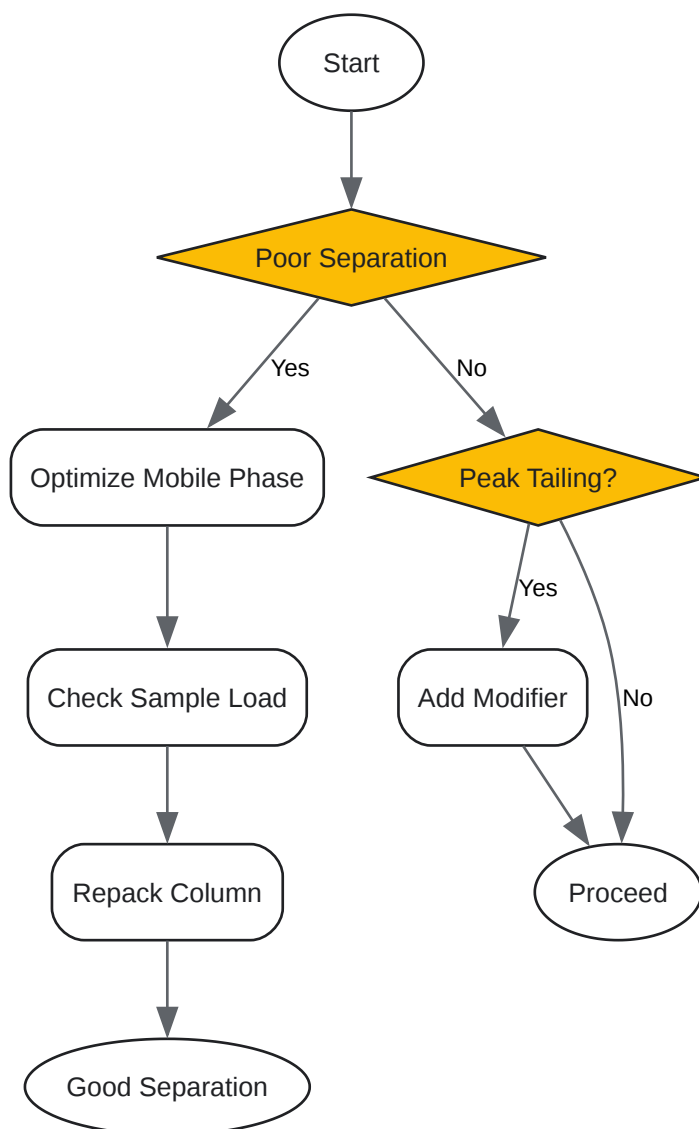 Start
Poor Separation
Yes
No
Optimize Mobile Phase
Peak Tailing?
Yes
Check Sample Load
Add Modifier
No
Repack Column
Proceed
Good Separation